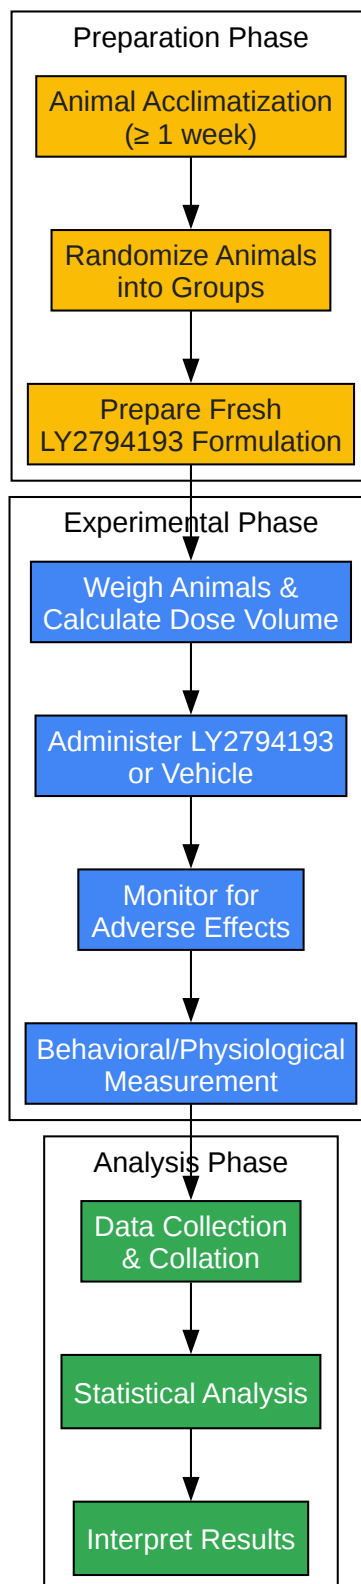 Preparation Phase
Animal Acclimatization
(≥ 1 week)
Randomize Animals
into Groups
Prepare Fresh
LY2794193 Formulation
Experimental Phase
Weigh Animals &
Calculate Dose Volume
Administer LY2794193
or Vehicle
Monitor for
Adverse Effects
Behavioral/Physiological
Measurement
Analysis Phase
Data Collection
& Collation
Statistical Analysis
Interpret Results